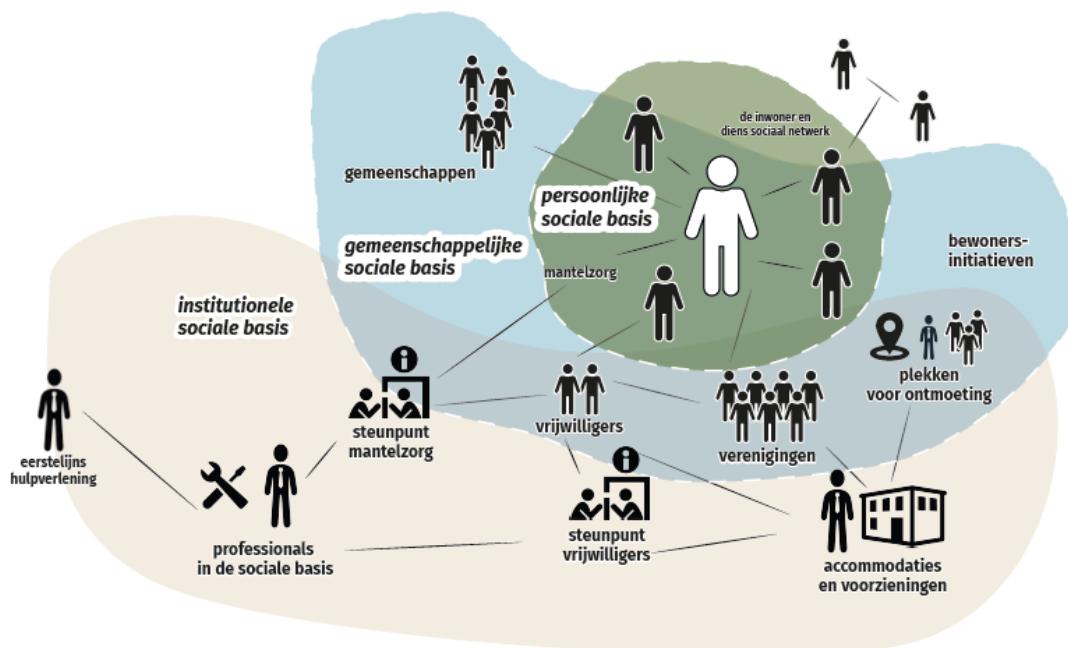 de inwoner en
diens sociaal netwerk
gemeenschappen
persoonlijke
sociale basis
gemeenschappelijke
sociale basis
bewoners-
initiatieven
mantelzorg
institutionele
sociale basis
plekken
voor ontmoeting
steunpunt
mantelzorg
vrijwilligers
verenigingen
eerstelijns
hulpverlening
professionals
in de sociale basis
steunpunt
vrijwilligers
accommodaties
en voorzieningen